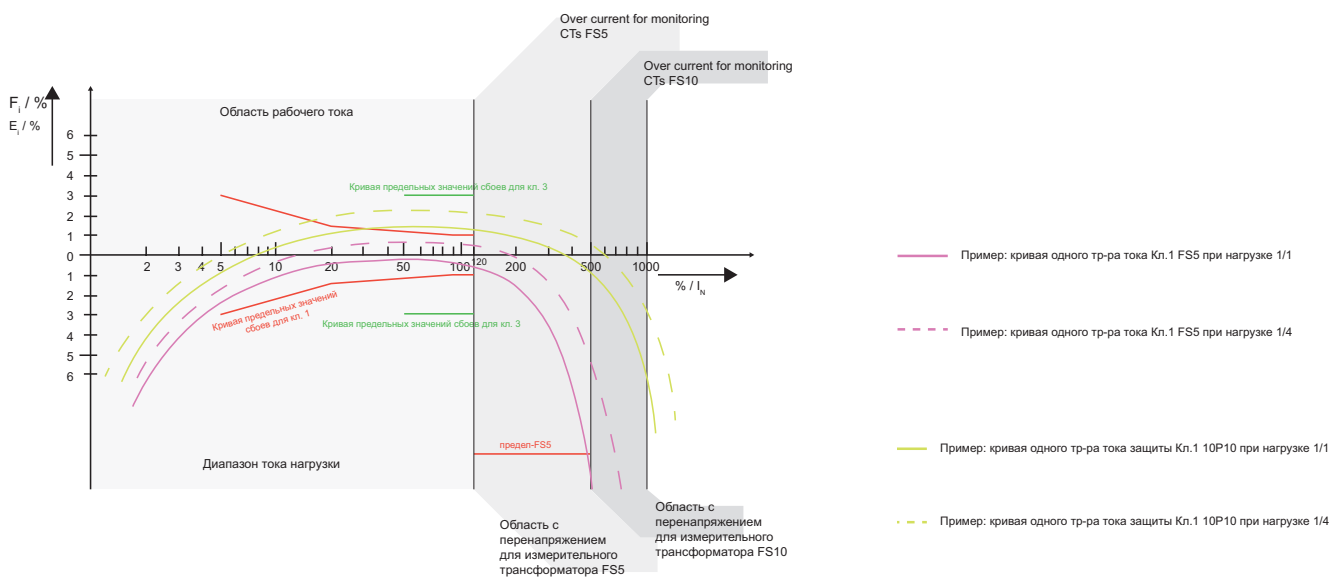 Over current for monitoring
CTs FS5
Over current for monitoring
CTs FS10
Fi / %
Ei / %
Область рабочего тока
6
5
4
3
2
1
0
1
2
3
4
5
6
Кривая предельных значений сбоев для кл. 3
2 3 4 5 10 20 50 100 120 200 500 1000
% / IN
Кривая предельных значений
сбоев для кл. 1
Кривая предельных значений сбоев для кл. 3
предел-FS5
Диапазон тока нагрузки
Область с
перенапряжением
для измерительного
трансформатора FS5
Область с
перенапряжением
для измерительного
трансформатора FS10
Пример: кривая одного тр-ра тока Кл.1 FS5 при нагрузке 1/1
Пример: кривая одного тр-ра тока Кл.1 FS5 при нагрузке 1/4
Пример: кривая одного тр-ра тока защиты Кл.1 10P10 при нагрузке 1/1
Пример: кривая одного тр-ра тока защиты Кл.1 10P10 при нагрузке 1/4